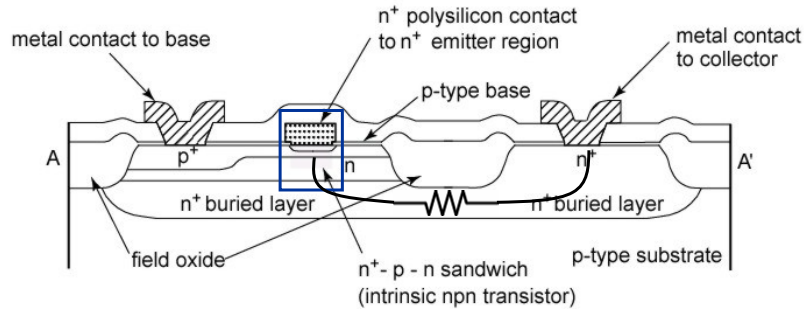 n+ polysilicon contact
to n+ emitter region
metal contact to base
metal contact
to collector
p-type base
A
p+
n
n+
A'
n+ buried layer
n+ buried layer
field oxide
n+- p - n sandwich
(intrinsic npn transistor)
p-type substrate